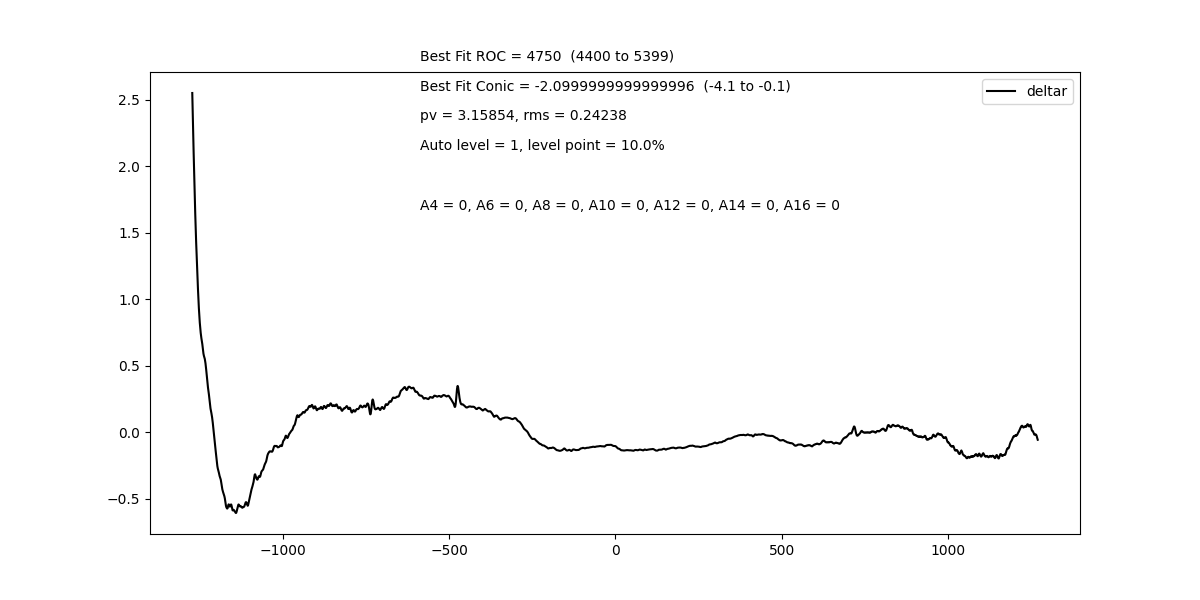 Best Fit ROC = 4750  (4400 to 5399)
Best Fit Conic = -2.0999999999999996  (-4.1 to -0.1)
pv = 3.15854, rms = 0.24238
Auto level = 1, level point = 10.0%
A4 = 0, A6 = 0, A8 = 0, A10 = 0, A12 = 0, A14 = 0, A16 = 0
deltar
2.5
2.0
1.5
1.0
0.5
0.0
−0.5
−1000 −500 0 500 1000